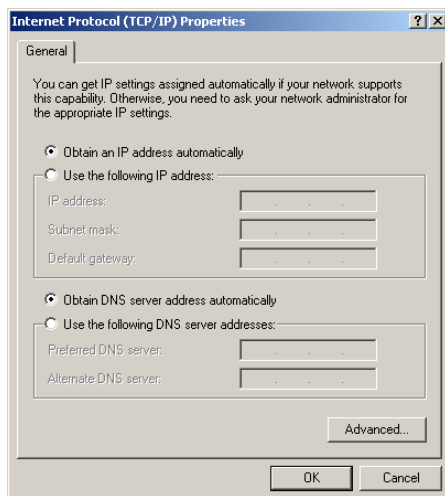 Internet Protocol (TCP/IP) Properties
General
You can get IP settings assigned automatically if your network supports
this capability. Otherwise, you need to ask your network administrator for
the appropriate IP settings.
Obtain an IP address automatically
Use the following IP address:
IP address:
Subnet mask:
Default gateway:
Obtain DNS server address automatically
Use the following DNS server addresses:
Preferred DNS server:
Alternate DNS server:
Advanced...
OK
Cancel